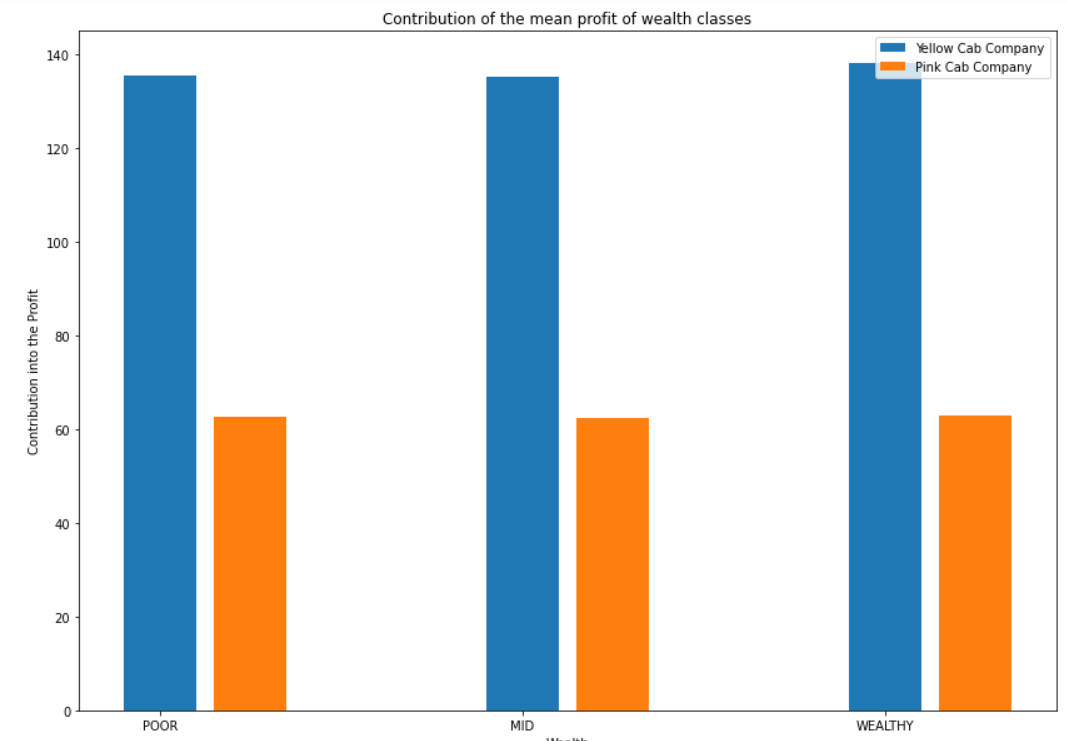 Contribution of the mean profit of wealth classes
Yellow Cab Company
Pink Cab Company
140
120
100
80
60
40
20
0
Contribution into the Profit
POOR MID WEALTHY
Wealth